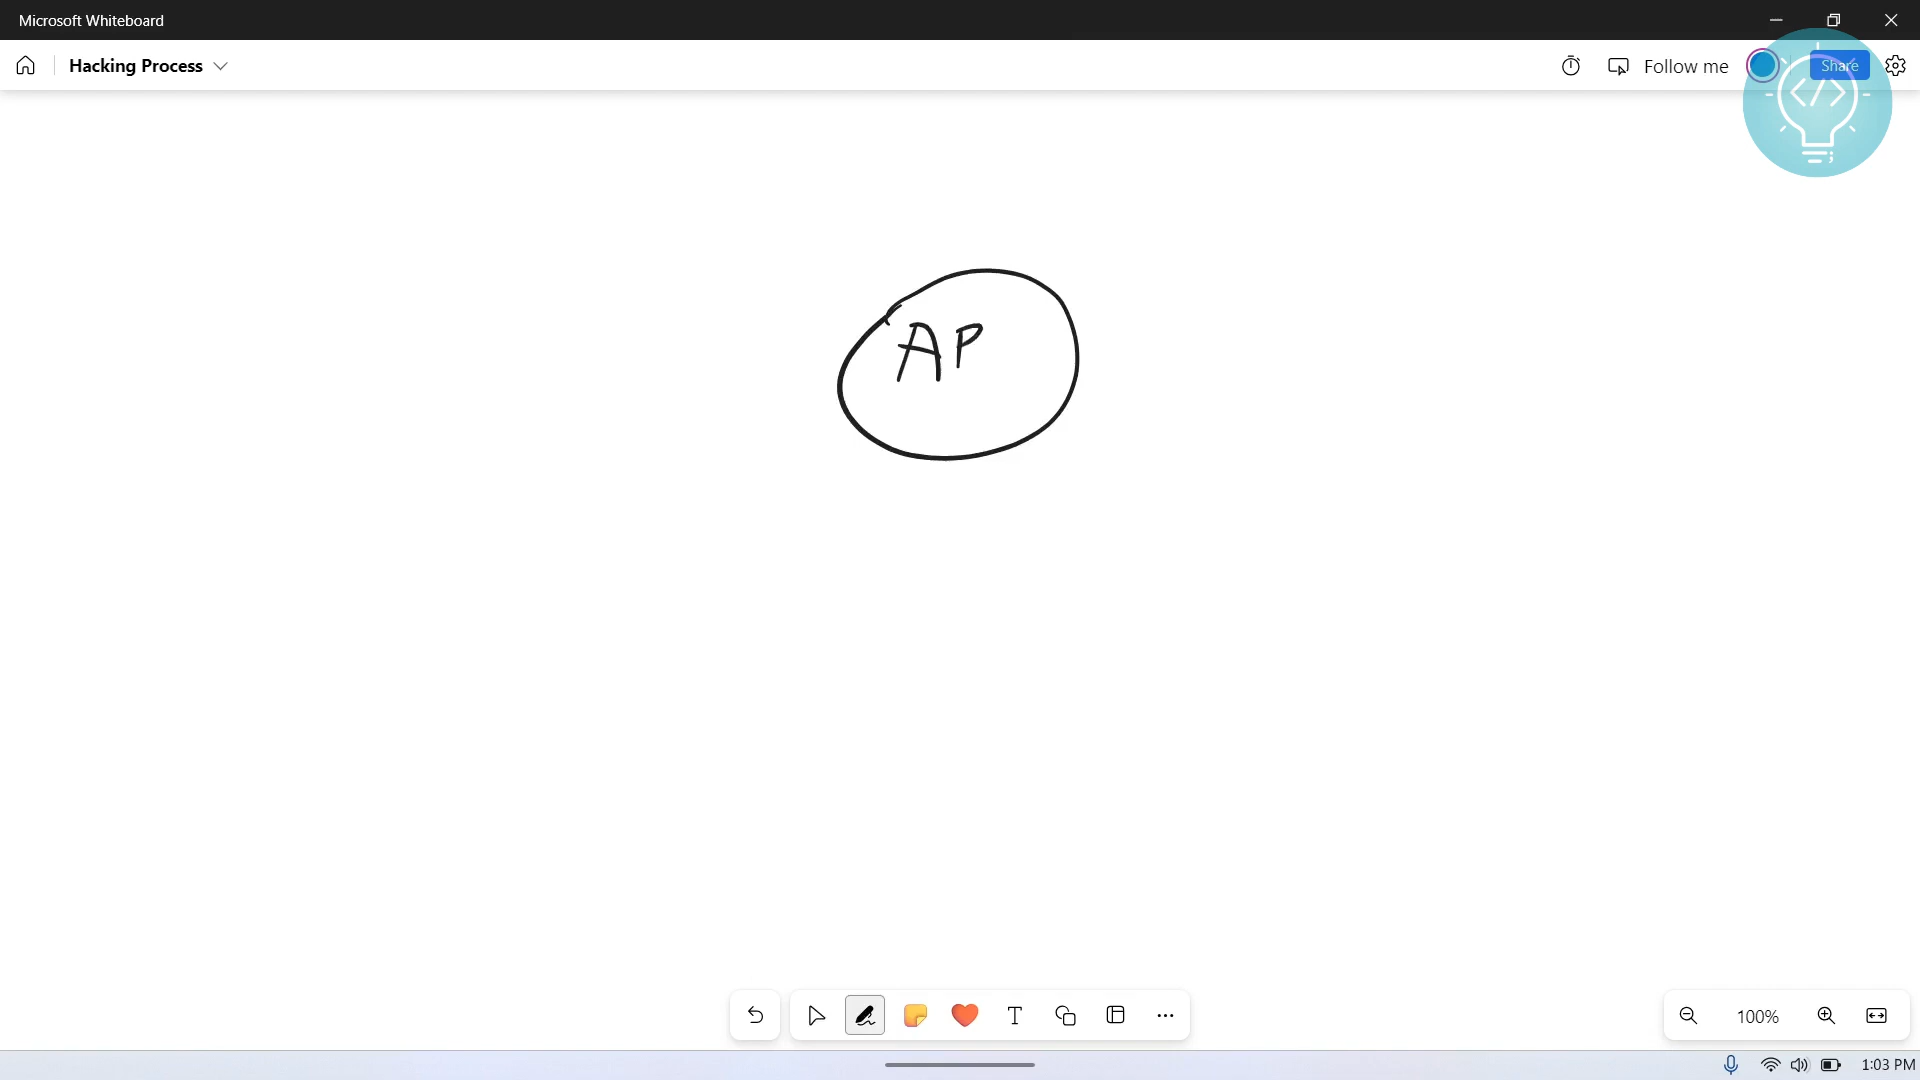 Microsoft Whiteboard
Hacking Process
Follow me
Share
AP
100%
1:03 PM